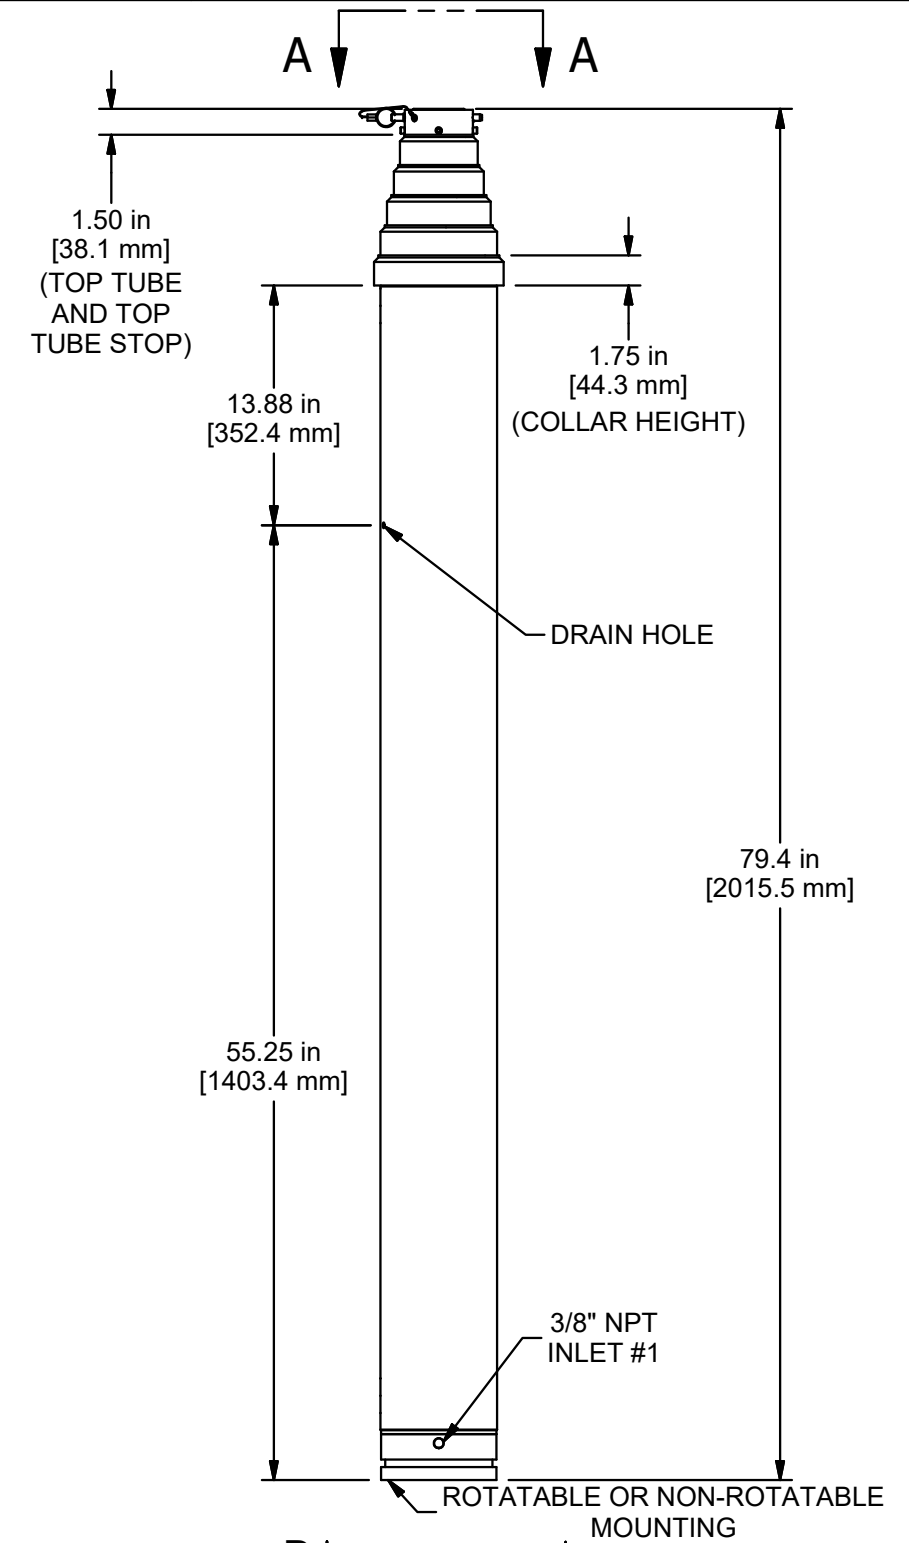 A A
1.50 in
[38.1 mm]
(TOP TUBE
AND TOP
TUBE STOP)
1.75 in
[44.3 mm]
(COLLAR HEIGHT)
13.88 in
[352.4 mm]
DRAIN HOLE
79.4 in
[2015.5 mm]
55.25 in
[1403.4 mm]
3/8" NPT
INLET #1
ROTATABLE OR NON-ROTATABLE
MOUNTING